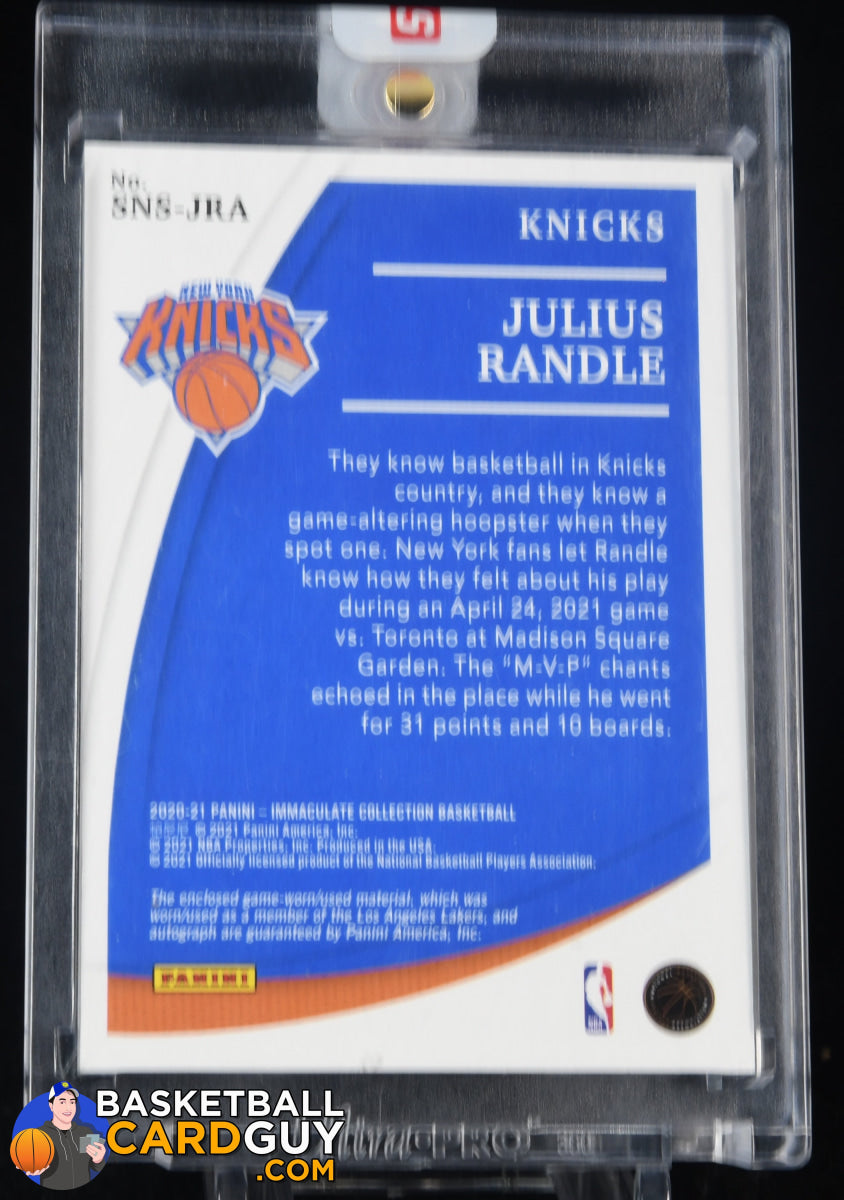 No.
SNS-JRA
KNICKS
NEW YORK
KNICKS
JULIUS
RANDLE
They know basketball in Knicks
country, and they know a
game-altering hoopster when they
spot one. New York fans let Randle
know how they felt about his play
during an April 24, 2021 game
vs. Toronto at Madison Square
Garden. The "M-V-P" chants
echoed in the place while he went
for 31 points and 10 boards.
2020-21 PANINI – IMMACULATE COLLECTION BASKETBALL
© 2021 Panini America, Inc.
© 2021 NBA Properties, Inc. Produced in the USA.
© 2021 Officially licensed product of the National Basketball Players Association.
The enclosed game-worn/used material, which was
worn/used as a member of the Los Angeles Lakers, and
autograph are guaranteed by Panini America, Inc.
PANINI
NBA
BASKETBALL
CARDGUY
.COM